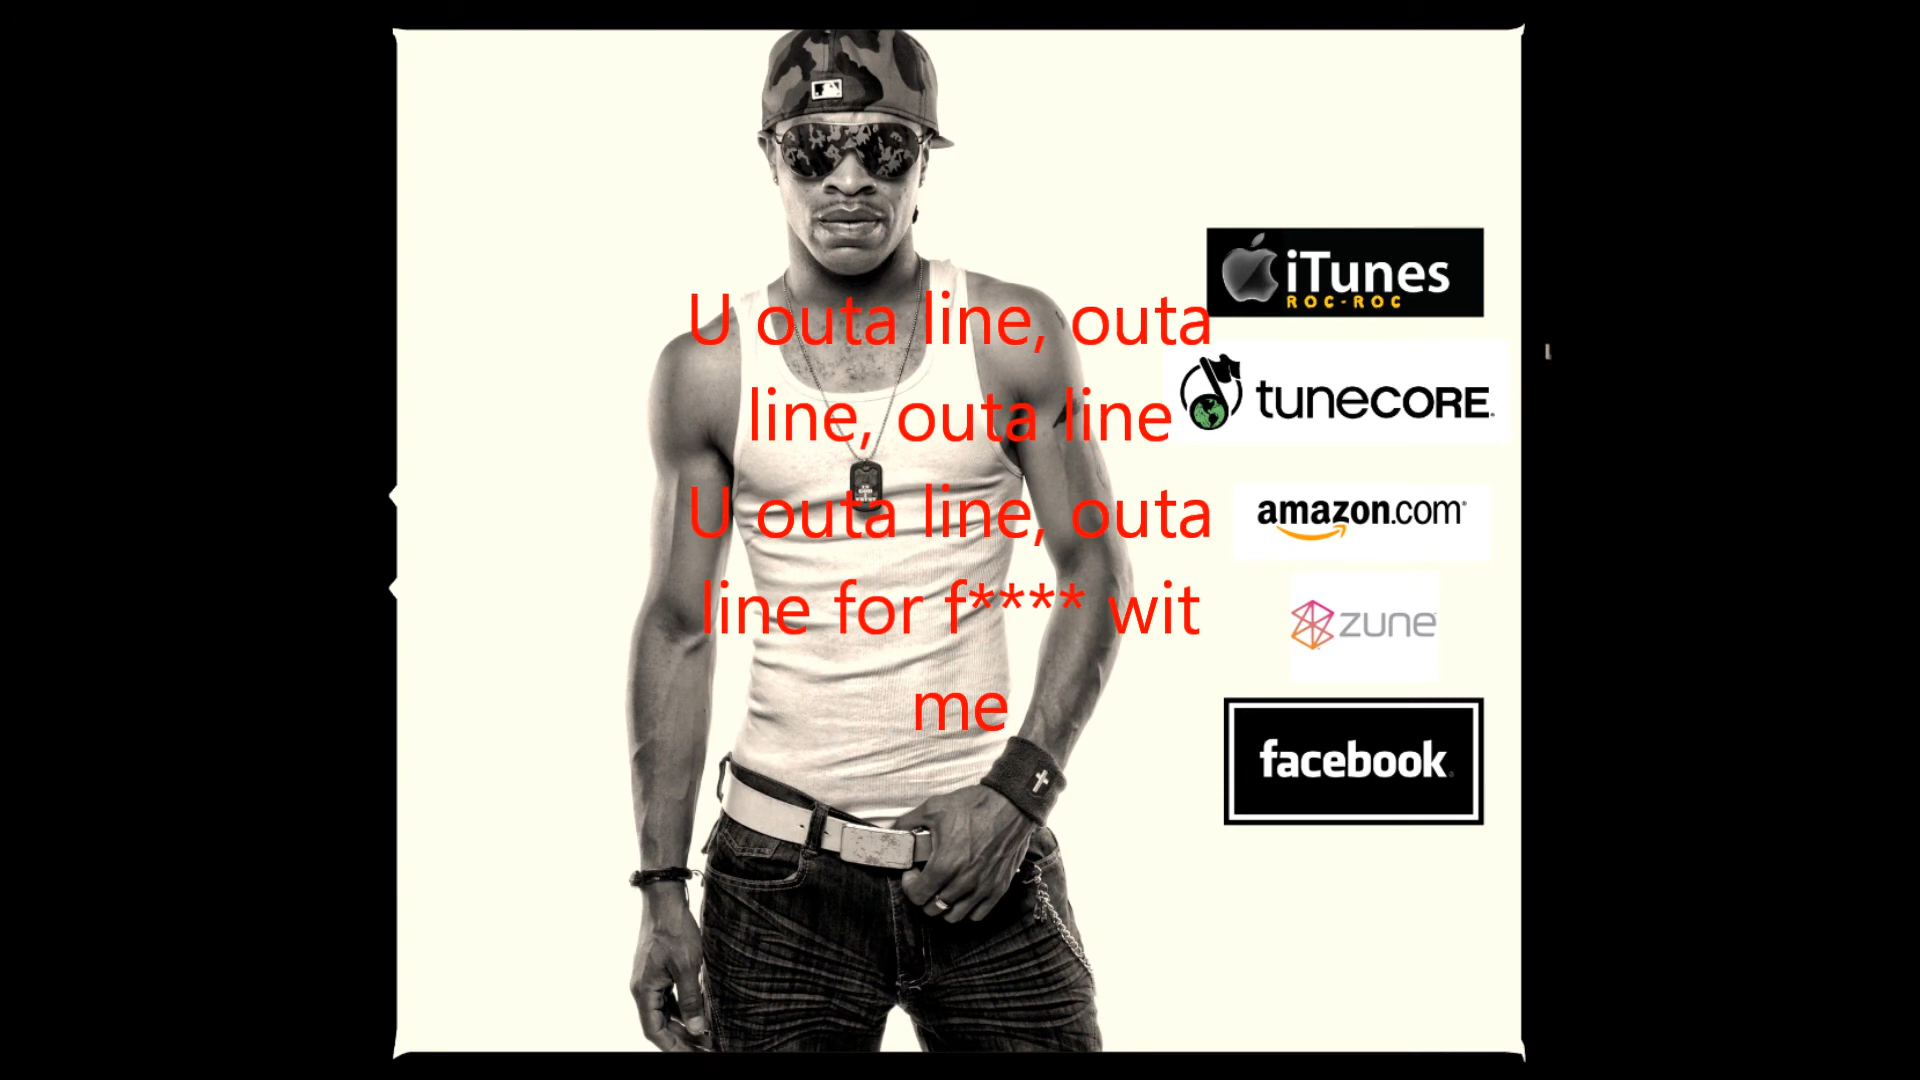 U outa line, outa
line, outa line
U outa line, outa
line for f**** wit
me
iTunes
ROC-ROC
tunecore
amazon.com
zune
facebook